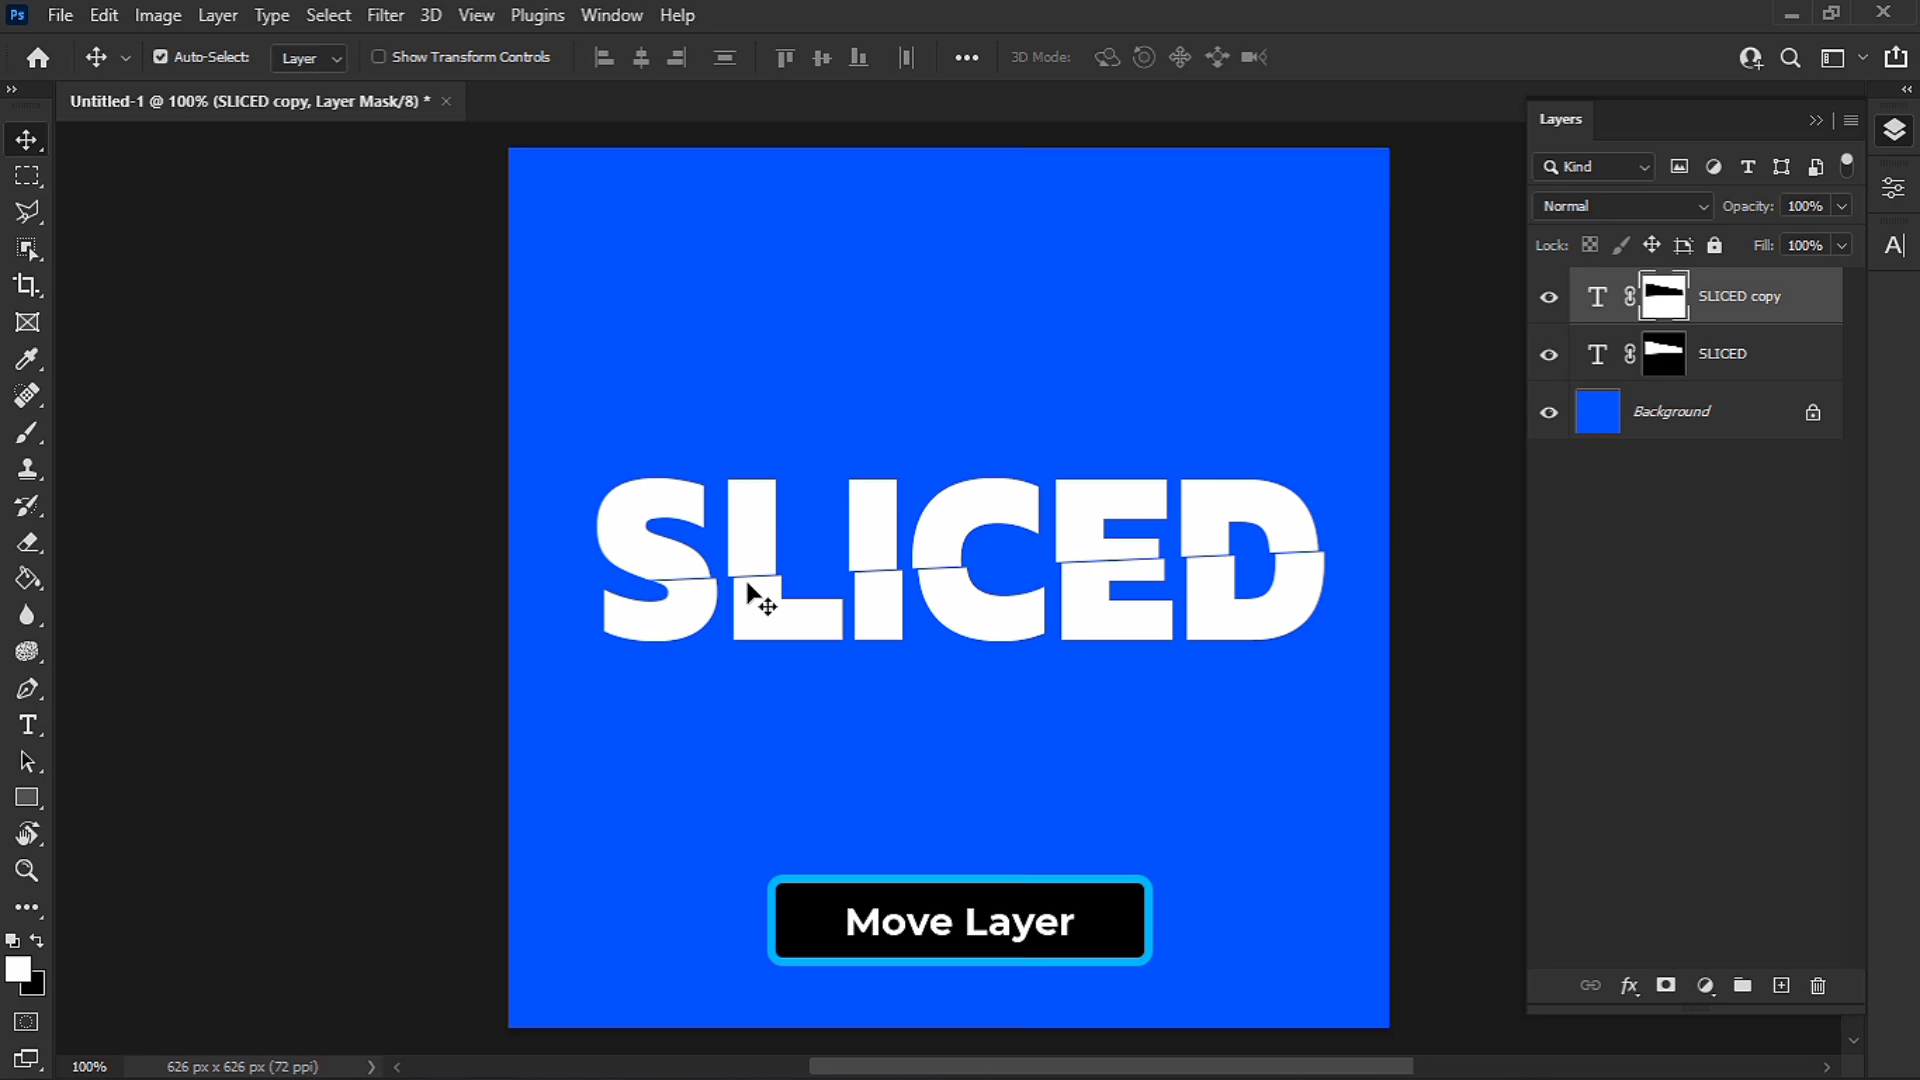 Ps File Edit Image Layer Type Select Filter 3D View Plugins Window Help
Auto-Select: Layer Show Transform Controls 3D Mode:
Untitled-1 @ 100% (SLICED copy, Layer Mask/8) *
Layers
Kind
Normal Opacity: 100%
Lock: Fill: 100%
SLICED copy
SLICED
Background
SLICED
Move Layer
100% 626 px x 626 px (72 ppi)